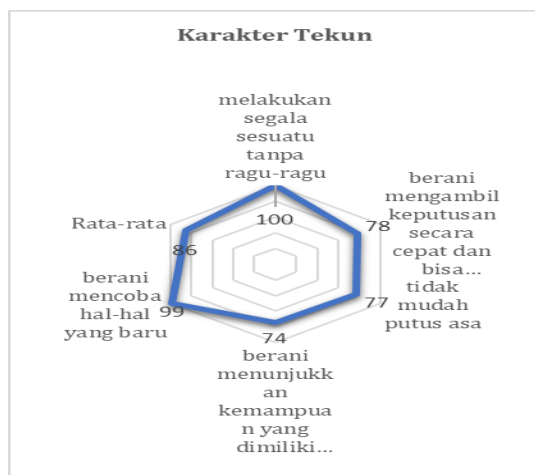 Karakter Tekun
melakukan
segala
sesuatu
tanpa
ragu-ragu
100
berani
mengambil
keputusan
secara
cepat dan
bisa...
78
tidak
mudah
putus asa
77
74
berani
menunjukk
an
kemampua
n yang
dimiliki...
berani
mencoba
hal-hal
yang baru
99
Rata-rata
86